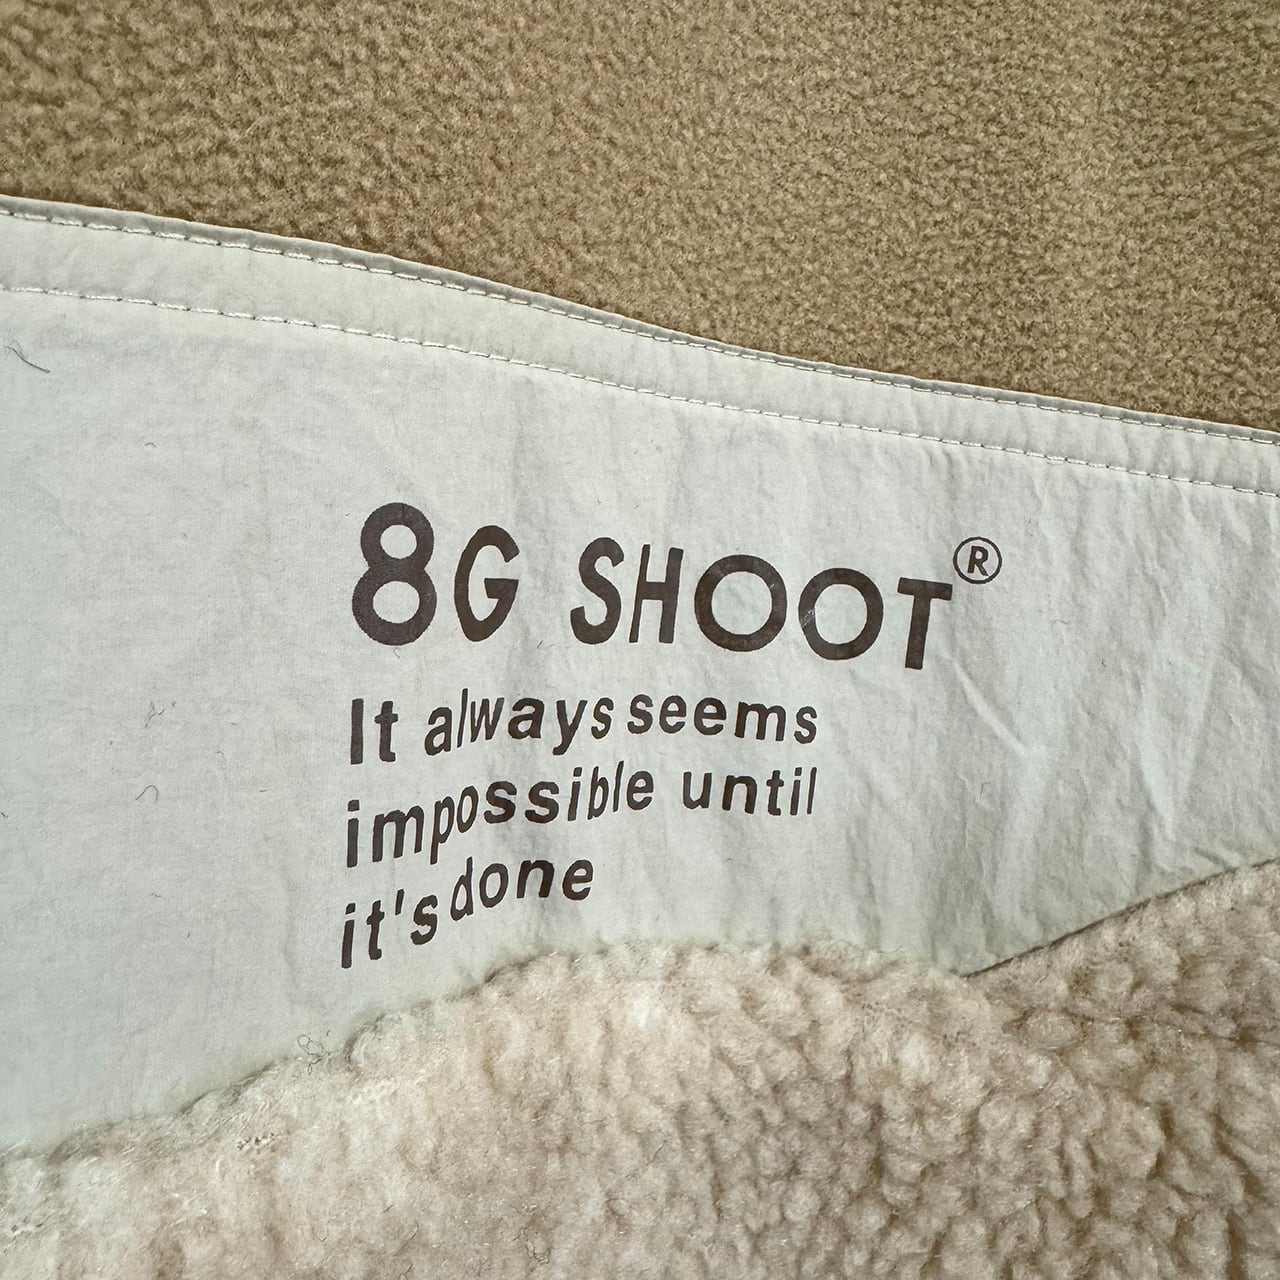 8G SHOOT®
It always seems
impossible until
it's done